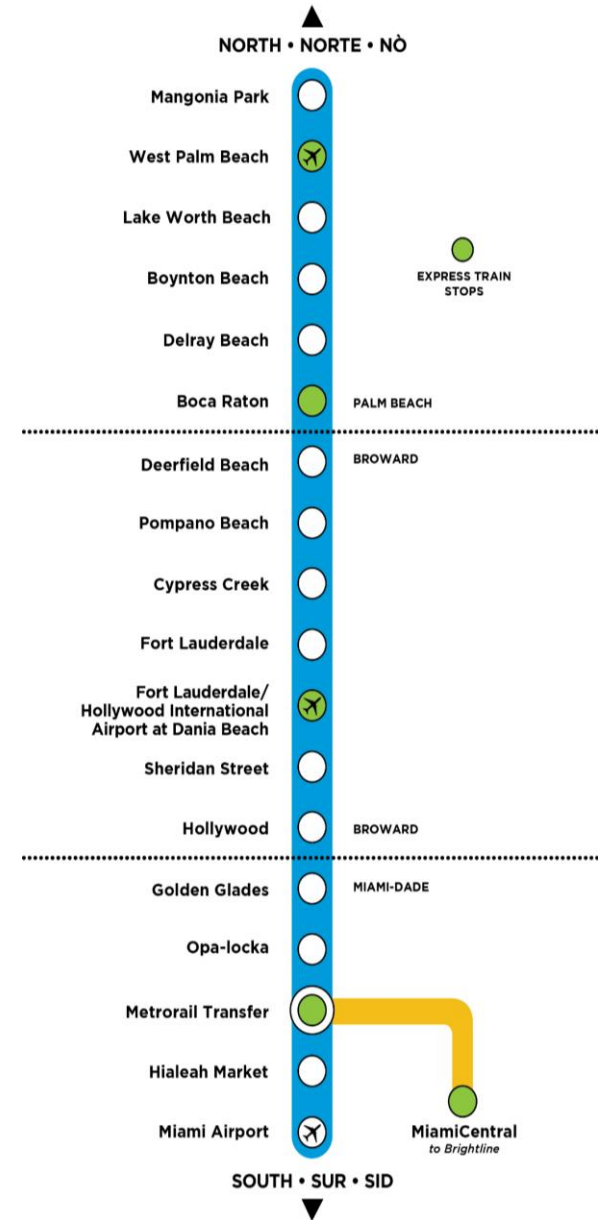 NORTH • NORTE • NÒ
Mangonia Park
West Palm Beach
Lake Worth Beach
EXPRESS TRAIN
STOPS
Boynton Beach
Delray Beach
Boca Raton
PALM BEACH
BROWARD
Deerfield Beach
Pompano Beach
Cypress Creek
Fort Lauderdale
Fort Lauderdale/
Hollywood International
Airport at Dania Beach
Sheridan Street
Hollywood
BROWARD
Golden Glades
MIAMI-DADE
Opa-locka
Metrorail Transfer
Hialeah Market
Miami Airport
MiamiCentral
to Brightline
SOUTH • SUR • SID